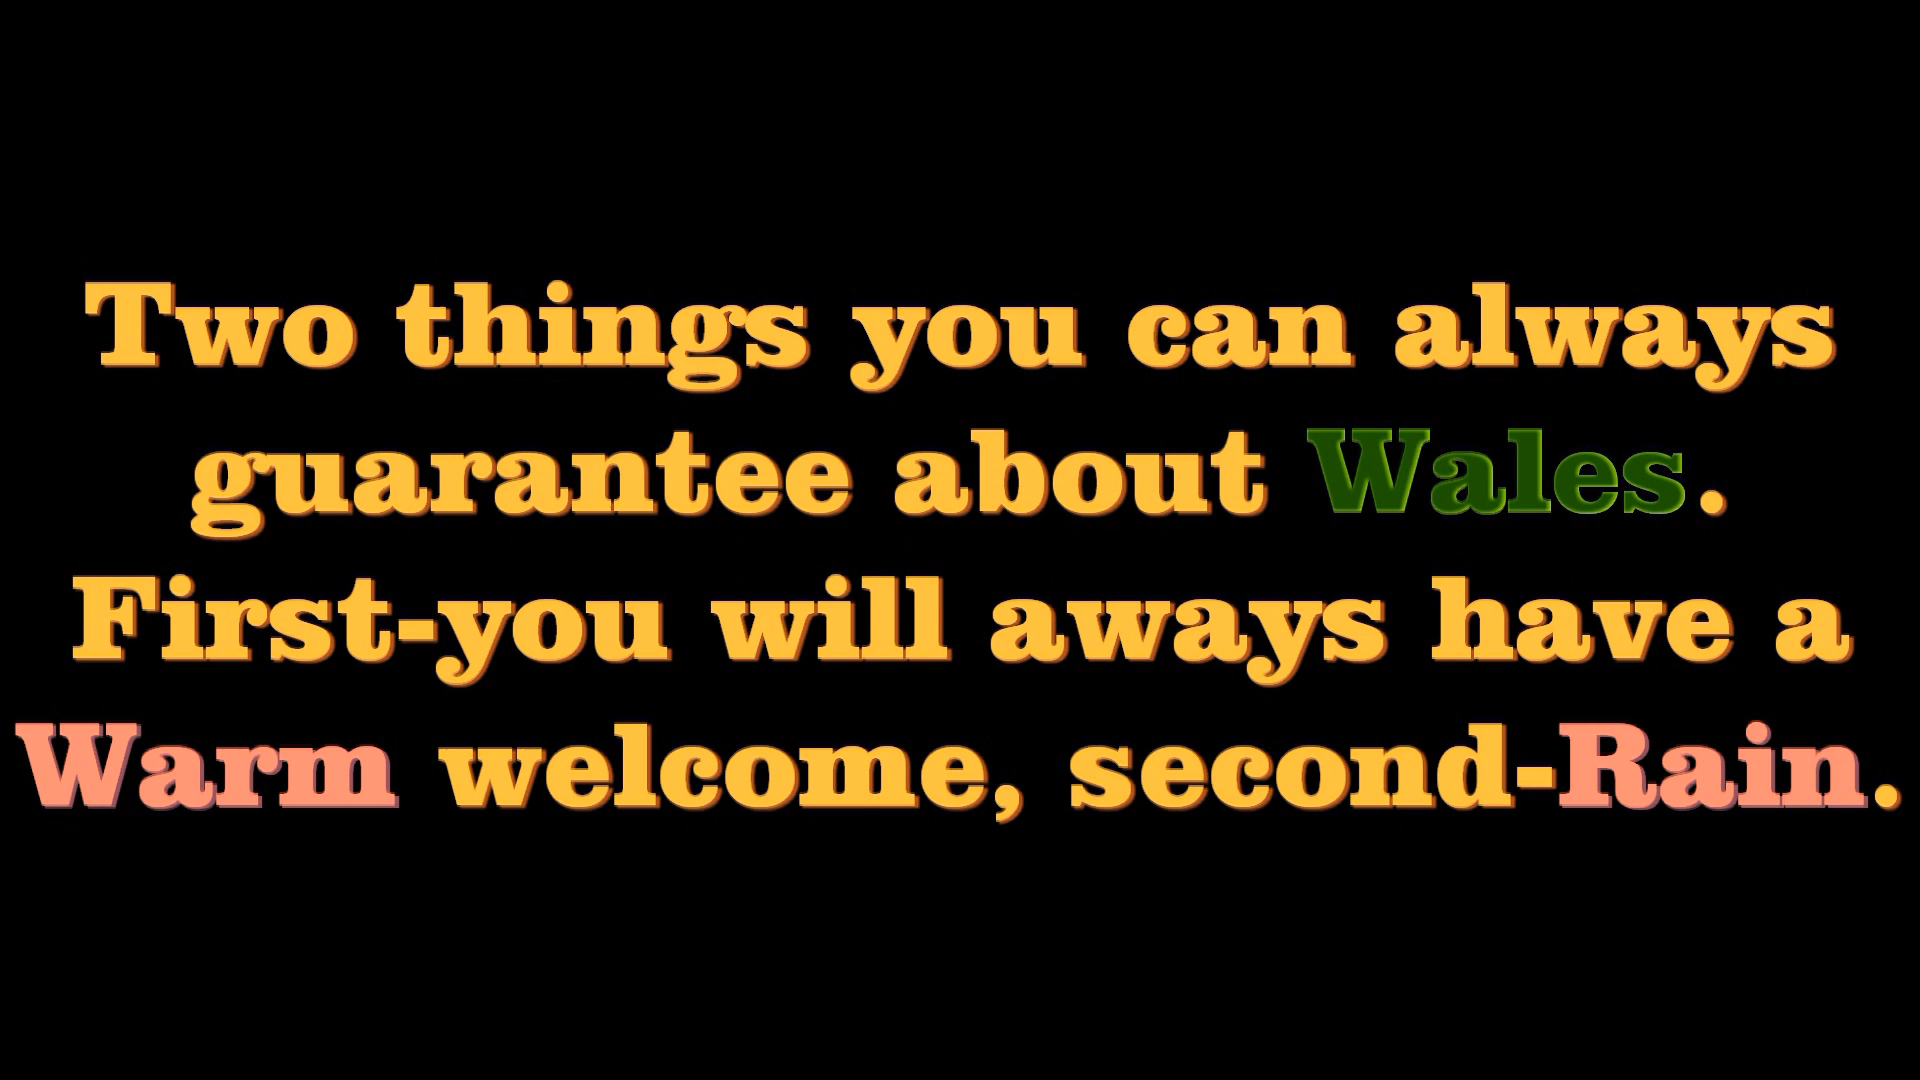 Two things you can always
guarantee about Wales.
First-you will aways have a
Warm welcome, second-Rain.